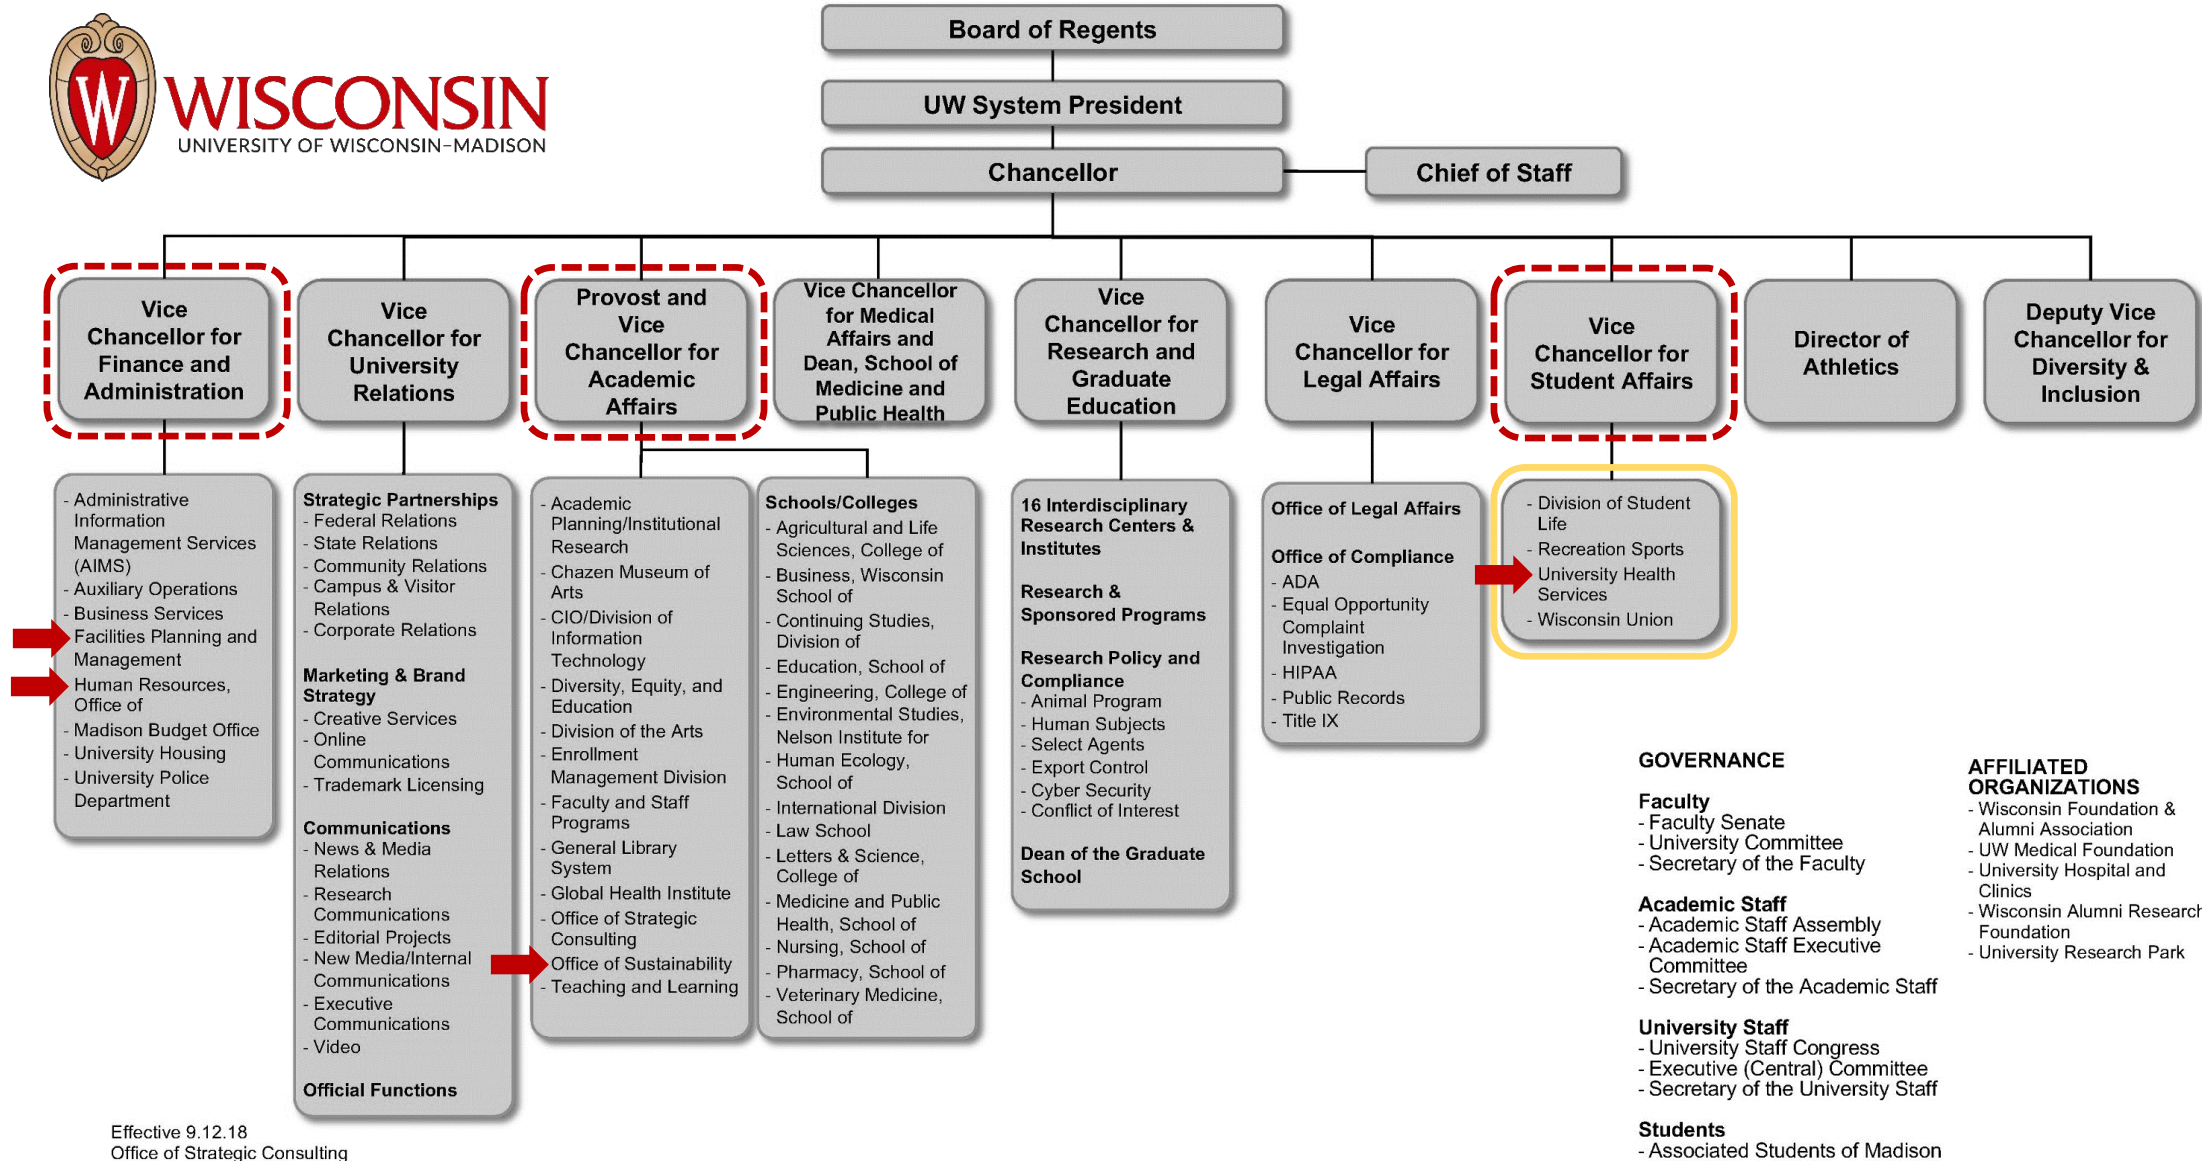 W
WISCONSIN
UNIVERSITY OF WISCONSIN–MADISON
Board of Regents
UW System President
Chancellor
Chief of Staff
Vice
Chancellor for
Finance and
Administration
Vice
Chancellor for
University
Relations
Provost and
Vice
Chancellor for
Academic
Affairs
Vice Chancellor
for Medical
Affairs and
Dean, School of
Medicine and
Public Health
Vice
Chancellor for
Research and
Graduate
Education
Vice
Chancellor for
Legal Affairs
Vice
Chancellor for
Student Affairs
Director of
Athletics
Deputy Vice
Chancellor for
Diversity &
Inclusion
- Administrative
Information
Management Services
(AIMS)
- Auxiliary Operations
- Business Services
Facilities Planning and
Management
Human Resources,
Office of
- Madison Budget Office
- University Housing
- University Police
Department
Strategic Partnerships
- Federal Relations
- State Relations
- Community Relations
- Campus & Visitor
Relations
- Corporate Relations
Marketing & Brand
Strategy
- Creative Services
- Online
Communications
- Trademark Licensing
Communications
- News & Media
Relations
- Research
Communications
- Editorial Projects
- New Media/Internal
Communications
- Executive
Communications
- Video
Official Functions
- Academic
Planning/Institutional
Research
- Chazen Museum of
Arts
- CIO/Division of
Information
Technology
- Diversity, Equity, and
Education
- Division of the Arts
- Enrollment
Management Division
- Faculty and Staff
Programs
- General Library
System
- Global Health Institute
- Office of Strategic
Consulting
Office of Sustainability
- Teaching and Learning
Schools/Colleges
- Agricultural and Life
Sciences, College of
- Business, Wisconsin
School of
- Continuing Studies,
Division of
- Education, School of
- Engineering, College of
- Environmental Studies,
Nelson Institute for
- Human Ecology,
School of
- International Division
- Law School
- Letters & Science,
College of
- Medicine and Public
Health, School of
- Nursing, School of
- Pharmacy, School of
- Veterinary Medicine,
School of
16 Interdisciplinary
Research Centers &
Institutes
Research &
Sponsored Programs
Research Policy and
Compliance
- Animal Program
- Human Subjects
- Select Agents
- Export Control
- Cyber Security
- Conflict of Interest
Dean of the Graduate
School
Office of Legal Affairs
Office of Compliance
- ADA
- Equal Opportunity
Complaint
Investigation
- HIPAA
- Public Records
- Title IX
- Division of Student
Life
- Recreation Sports
University Health
Services
- Wisconsin Union
GOVERNANCE
Faculty
- Faculty Senate
- University Committee
- Secretary of the Faculty
Academic Staff
- Academic Staff Assembly
- Academic Staff Executive
Committee
- Secretary of the Academic Staff
University Staff
- University Staff Congress
- Executive (Central) Committee
- Secretary of the University Staff
Students
- Associated Students of Madison
AFFILIATED
ORGANIZATIONS
- Wisconsin Foundation &
Alumni Association
- UW Medical Foundation
- University Hospital and
Clinics
- Wisconsin Alumni Research
Foundation
- University Research Park
Effective 9.12.18
Office of Strategic Consulting